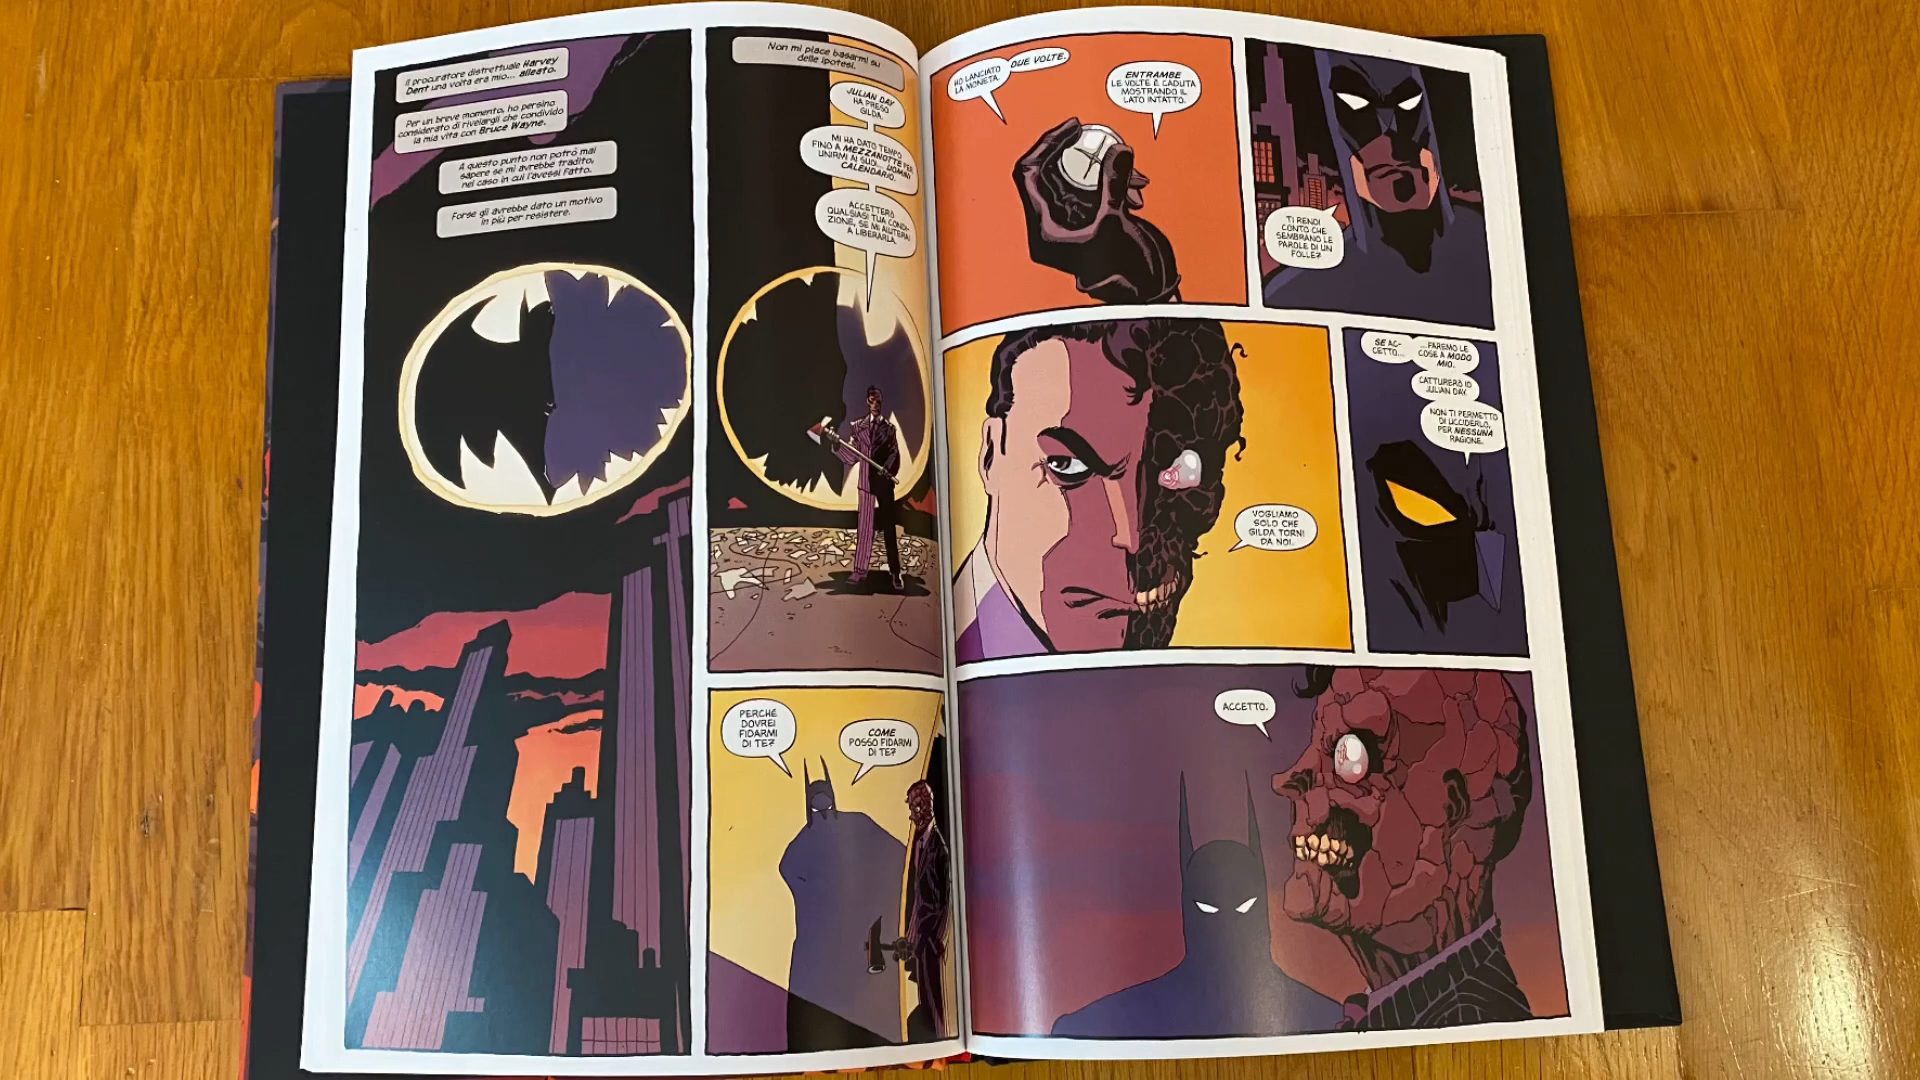 Il procuratore distrettuale Harvey
Dent una volta era mio... alleato.
Per un breve momento, ho persino
considerato di rivelargli che condivido
la mia vita con Bruce Wayne.
A questo punto non potrò mai
sapere se mi avrebbe tradito,
nel caso in cui l'avessi fatto.
Forse gli avrebbe dato un motivo
in più per resistere.
Non mi piace basarmi su
delle ipotesi.
JULIAN DAY
HA PRESO
GILDA.
MI HA DATO TEMPO
FINO A MEZZANOTTE PER
UNIRMI AI SUOI... UOMINI
CALENDARIO.
ACCETTERÒ
QUALSIASI TUA CONDI-
ZIONE, SE MI AIUTERAI
A LIBERARLA.
PERCHÉ
DOVREI
FIDARMI
DI TE?
COME
POSSO FIDARMI
DI TE?
HO LANCIATO
LA MONETA.
DUE VOLTE.
ENTRAMBE
LE VOLTE È CADUTA
MOSTRANDO IL
LATO INTATTO.
TI RENDI
CONTO CHE
SEMBRANO LE
PAROLE DI UN
FOLLE?
VOGLIAMO
SOLO CHE
GILDA TORNI
DA NOI.
SE AC-
CETTO...
...FAREMO LE
COSE A MODO
MIO.
CATTURERÒ IO
JULIAN DAY.
NON TI PERMETTO
DI UCCIDERLO,
PER NESSUNA
RAGIONE.
ACCETTO.